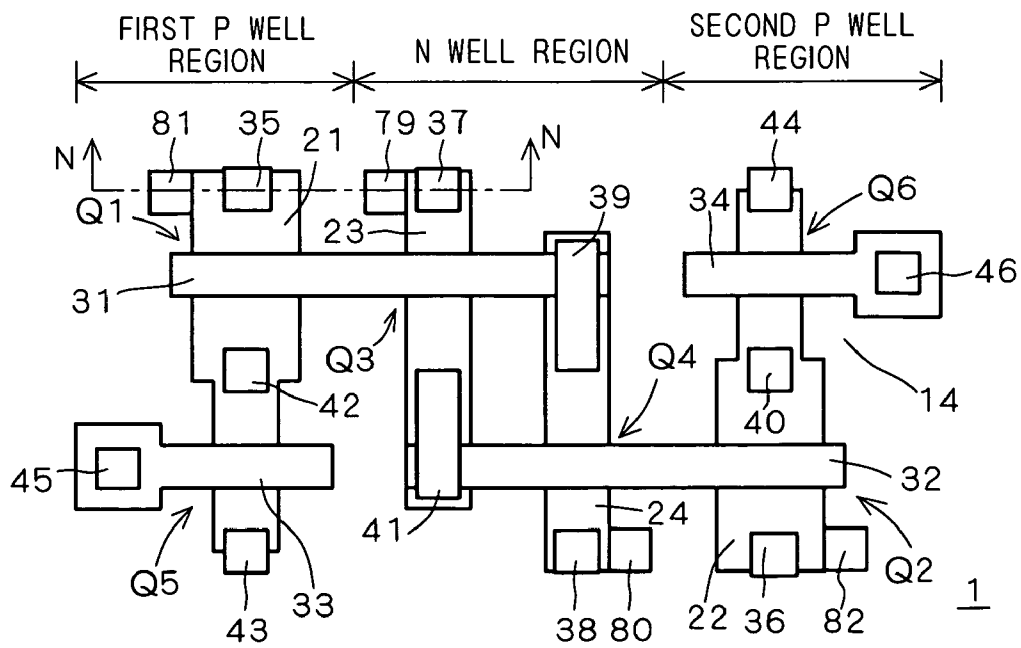 FIRST P WELL
REGION
N WELL REGION
SECOND P WELL
REGION
81
35
21
79
37
44
N
N
Q1
23
39
34
Q6
31
46
Q3
Q4
42
40
14
45
41
24
32
Q5
43
33
38
80
22
36
82
Q2
1